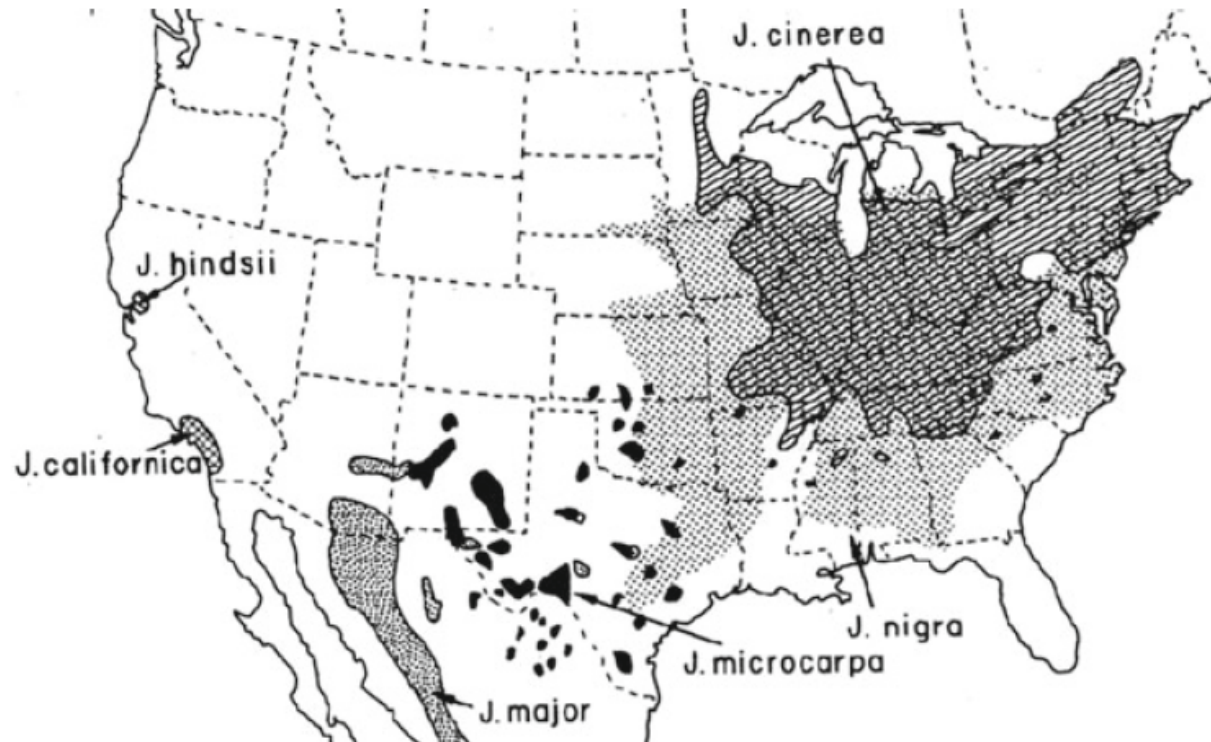 J. cinerea
J. hindsii
J. californica
J. nigra
J. microcarpa
J. major